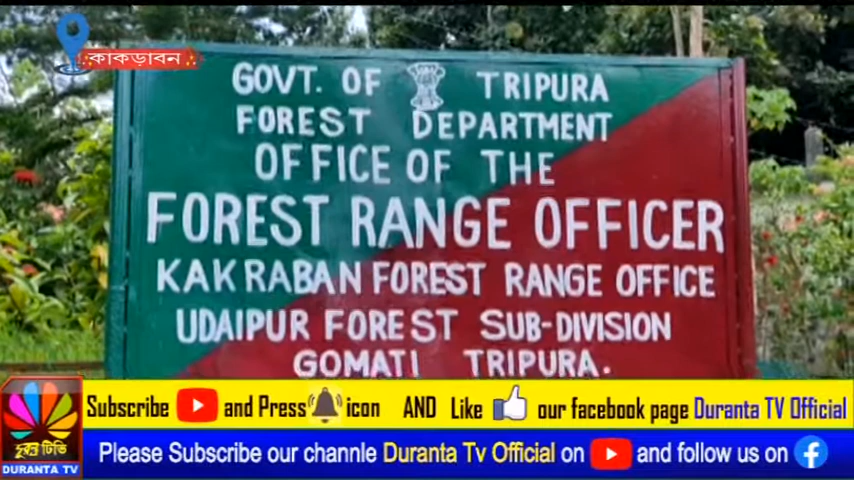 কাকড়াবন
GOVT. OF TRIPURA
FOREST DEPARTMENT
OFFICE OF THE
FOREST RANGE OFFICER
KAKRABAN FOREST RANGE OFFICE
UDAIPUR FOREST SUB-DIVISION
GOMATI TRIPURA.
Subscribe and Press icon AND Like our facebook page Duranta TV Official
দুরন্ত টিভি
DURANTA TV
Please Subscribe our channle Duranta Tv Official on and follow us on